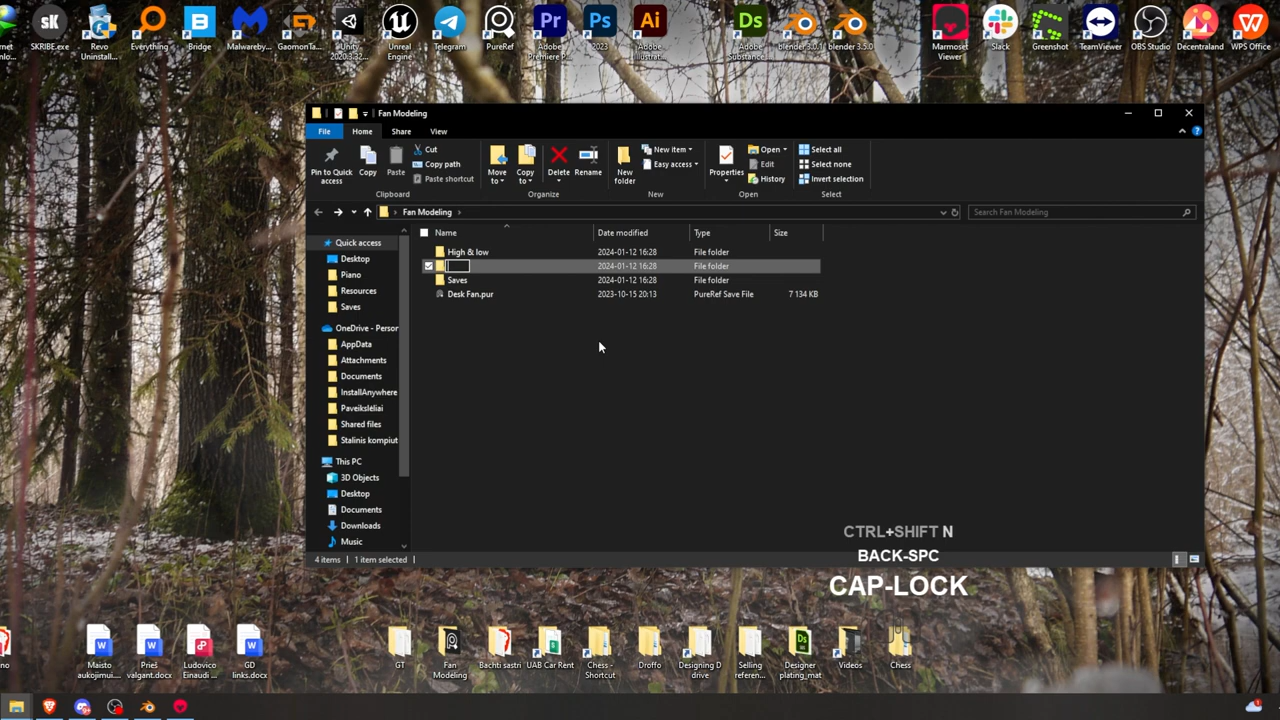 SKRIBE.exe
Revo
Uninstall...
Everything
Bridge
Malwareby...
GaomonTa...
Unity
2020.3.32...
Unreal
Engine
Telegram
PureRef
Adobe
Premiere P...
2023
Adobe
Illustrat...
Adobe
Substance...
blender 3.0.1
blender 3.5.0
Marmoset
Viewer
Slack
Greenshot
TeamViewer
OBS Studio
Decentraland
WPS Office
Fan Modeling
File
Home
Share
View
Pin to Quick
access
Copy
Paste
Cut
Copy path
Paste shortcut
Move
to
Copy
to
Delete
Rename
New
folder
New item
Easy access
Properties
Open
Edit
History
Select all
Select none
Invert selection
Clipboard
Organize
New
Open
Select
Fan Modeling
Search Fan Modeling
Name
Date modified
Type
Size
High & low
2024-01-12 16:28
File folder
2024-01-12 16:28
File folder
Saves
2024-01-12 16:28
File folder
Desk Fan.pur
2023-10-15 20:13
PureRef Save File
7 134 KB
Quick access
Desktop
Piano
Resources
Saves
OneDrive - Person
AppData
Attachments
Documents
InstallAnywhere
Paveikslėliai
Shared files
Stalinis kompiut
This PC
3D Objects
Desktop
Documents
Downloads
Music
4 items
1 item selected
CTRL+SHIFT N
BACK-SPC
CAP-LOCK
Maisto
aukojimui....
Prieš
valgant.docx
Ludovico
Einaudi ...
GD
links.docx
GT
Fan
Modeling
Bachti sastri
UAB Car Rent
Chess -
Shortcut
Droffo
Designing D
drive
Selling
referen...
Designer
plating_mat
Videos
Chess